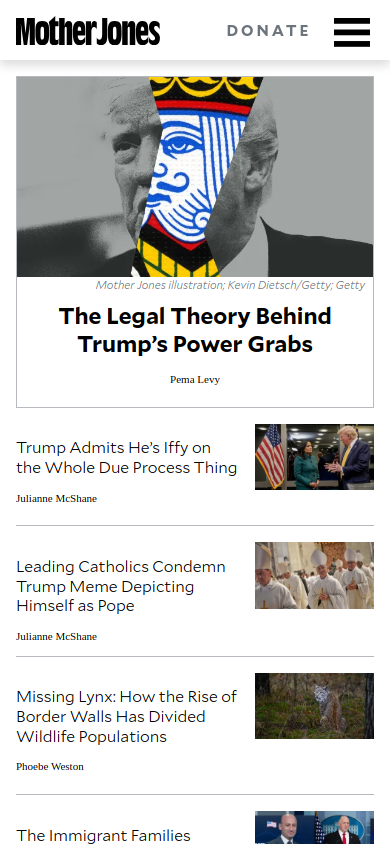 Mother Jones
DONATE
Mother Jones illustration; Kevin Dietsch/Getty; Getty
The Legal Theory Behind
Trump’s Power Grabs
Pema Levy
Trump Admits He’s Iffy on
the Whole Due Process Thing
Julianne McShane
Leading Catholics Condemn
Trump Meme Depicting
Himself as Pope
Julianne McShane
Missing Lynx: How the Rise of
Border Walls Has Divided
Wildlife Populations
Phoebe Weston
The Immigrant Families